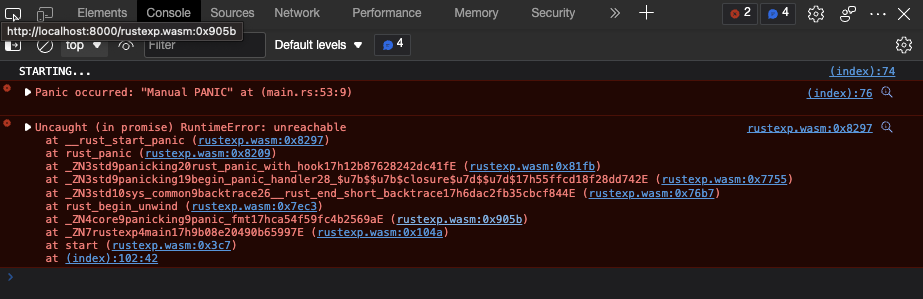 Elements Console Sources Network Performance Memory Security 2 4
http://localhost:8000/rustexp.wasm:0x905b
top Filter Default levels 4
STARTING... (index):74
Panic occurred: "Manual PANIC" at (main.rs:53:9) (index):76
Uncaught (in promise) RuntimeError: unreachable rustexp.wasm:0x8297
at __rust_start_panic (rustexp.wasm:0x8297)
at rust_panic (rustexp.wasm:0x8209)
at _ZN3std9panicking20rust_panic_with_hook17h12b87628242dc41fE (rustexp.wasm:0x81fb)
at _ZN3std9panicking19begin_panic_handler28_$u7b$$u7b$closure$u7d$$u7d$17h55ffcd18f28dd742E (rustexp.wasm:0x7755)
at _ZN3std10sys_common9backtrace26__rust_end_short_backtrace17h6dac2fb35cbcf844E (rustexp.wasm:0x76b7)
at rust_begin_unwind (rustexp.wasm:0x7ec3)
at _ZN4core9panicking9panic_fmt17hca54f59fc4b2569aE (rustexp.wasm:0x905b)
at _ZN7rustexp4main17h9b08e20490b65997E (rustexp.wasm:0x104a)
at start (rustexp.wasm:0x3c7)
at (index):102:42